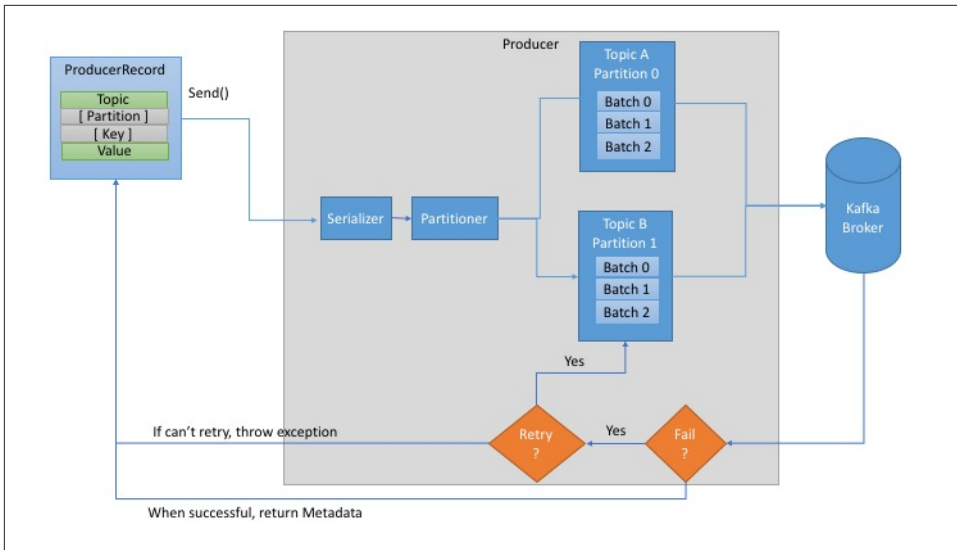 Producer
ProducerRecord
Topic
[ Partition ]
[ Key ]
Value
Send()
Serializer
Partitioner
Topic A
Partition 0
Batch 0
Batch 1
Batch 2
Topic B
Partition 1
Batch 0
Batch 1
Batch 2
Kafka
Broker
Yes
Retry
?
Yes
Fail
?
If can't retry, throw exception
When successful, return Metadata